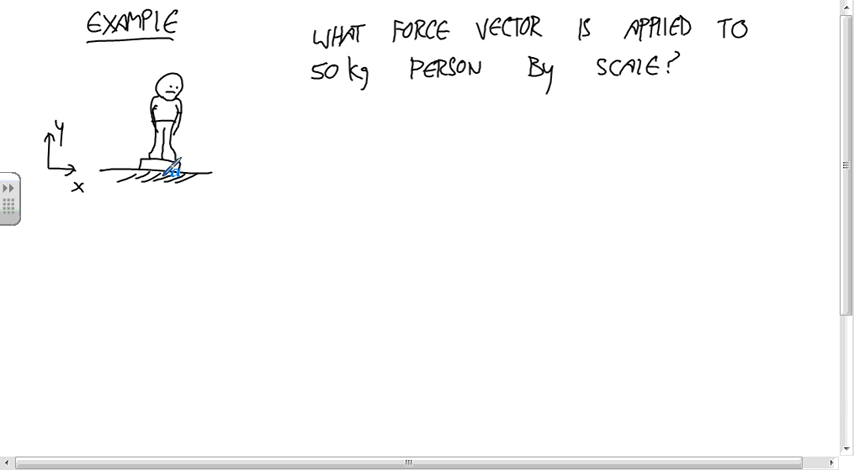 EXAMPLE
WHAT FORCE VECTOR IS APPLIED TO
50 kg PERSON By SCALE?
y
x